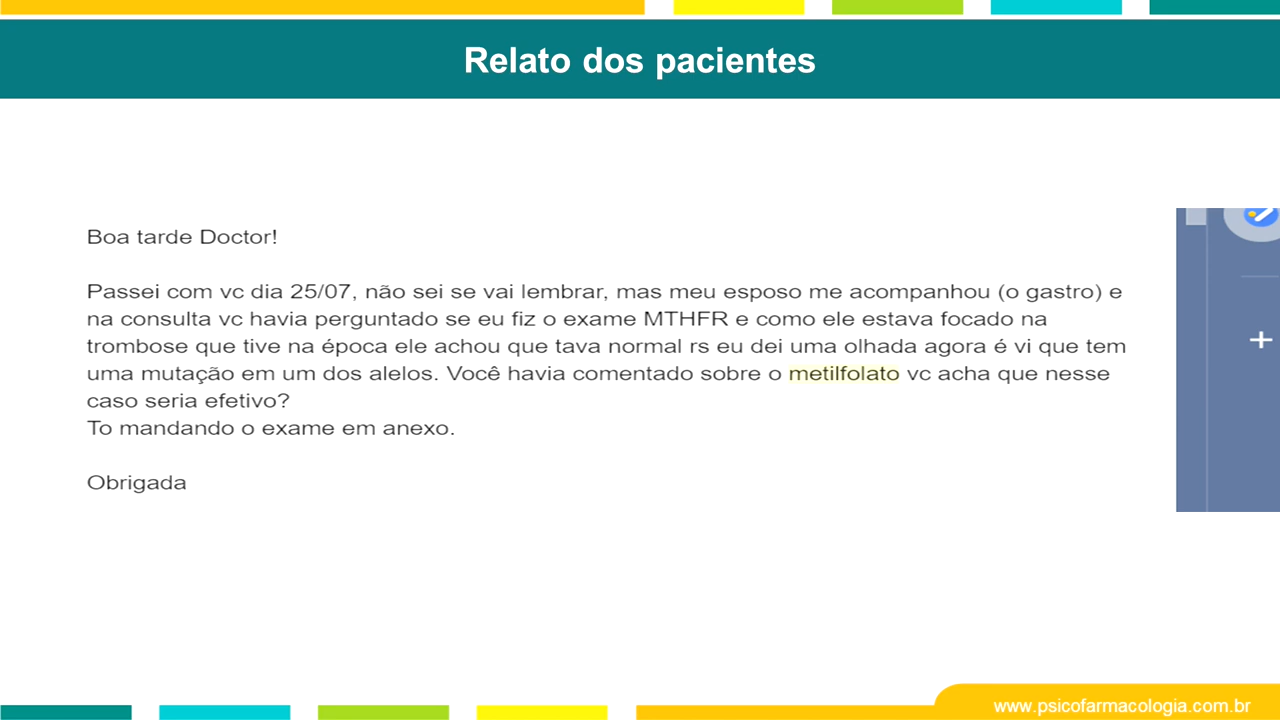 Relato dos pacientes
Boa tarde Doctor!
Passei com vc dia 25/07, não sei se vai lembrar, mas meu esposo me acompanhou (o gastro) e
na consulta vc havia perguntado se eu fiz o exame MTHFR e como ele estava focado na
trombose que tive na época ele achou que tava normal rs eu dei uma olhada agora é vi que tem
uma mutação em um dos alelos. Você havia comentado sobre o metilfolato vc acha que nesse
caso seria efetivo?
To mandando o exame em anexo.
Obrigada
www.psicofarmacologia.com.br